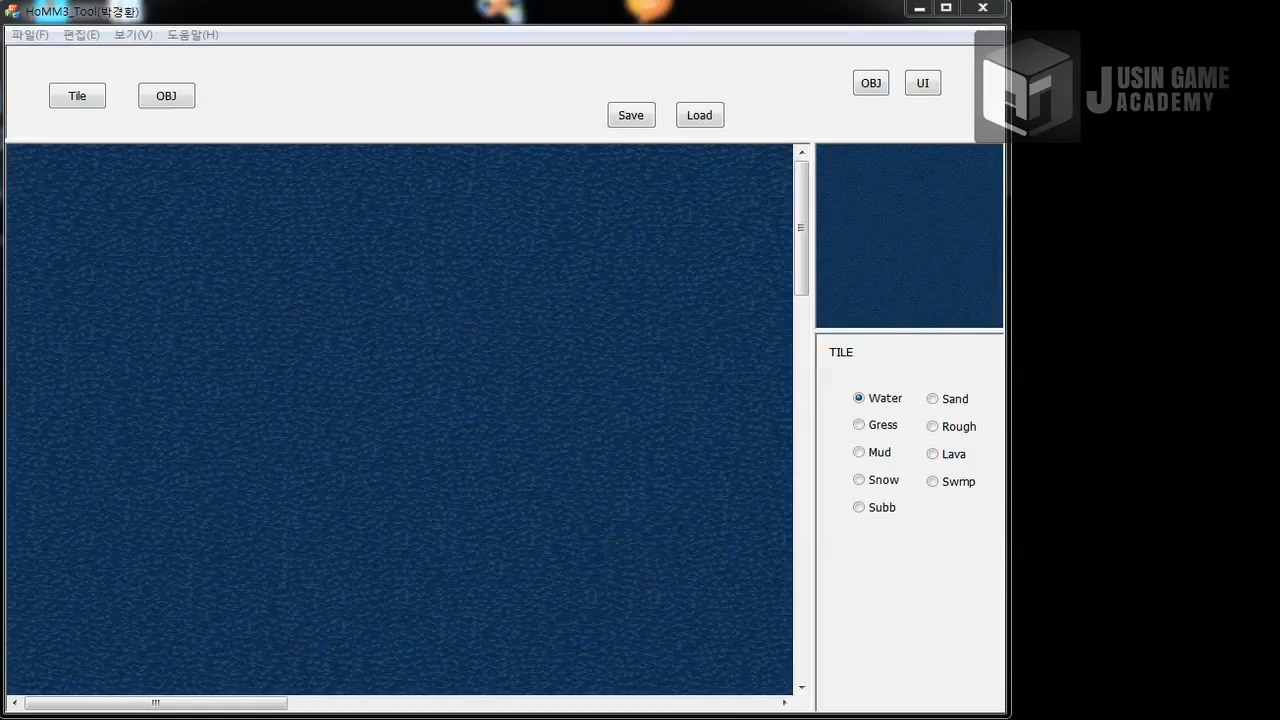 HoMM3_Tool(박경환)
파일(F) 편집(E) 보기(V) 도움말(H)
Tile OBJ
Save Load
OBJ UI
JUSIN GAME
ACADEMY
TILE
Water Sand
Gress Rough
Mud Lava
Snow Swmp
Subb